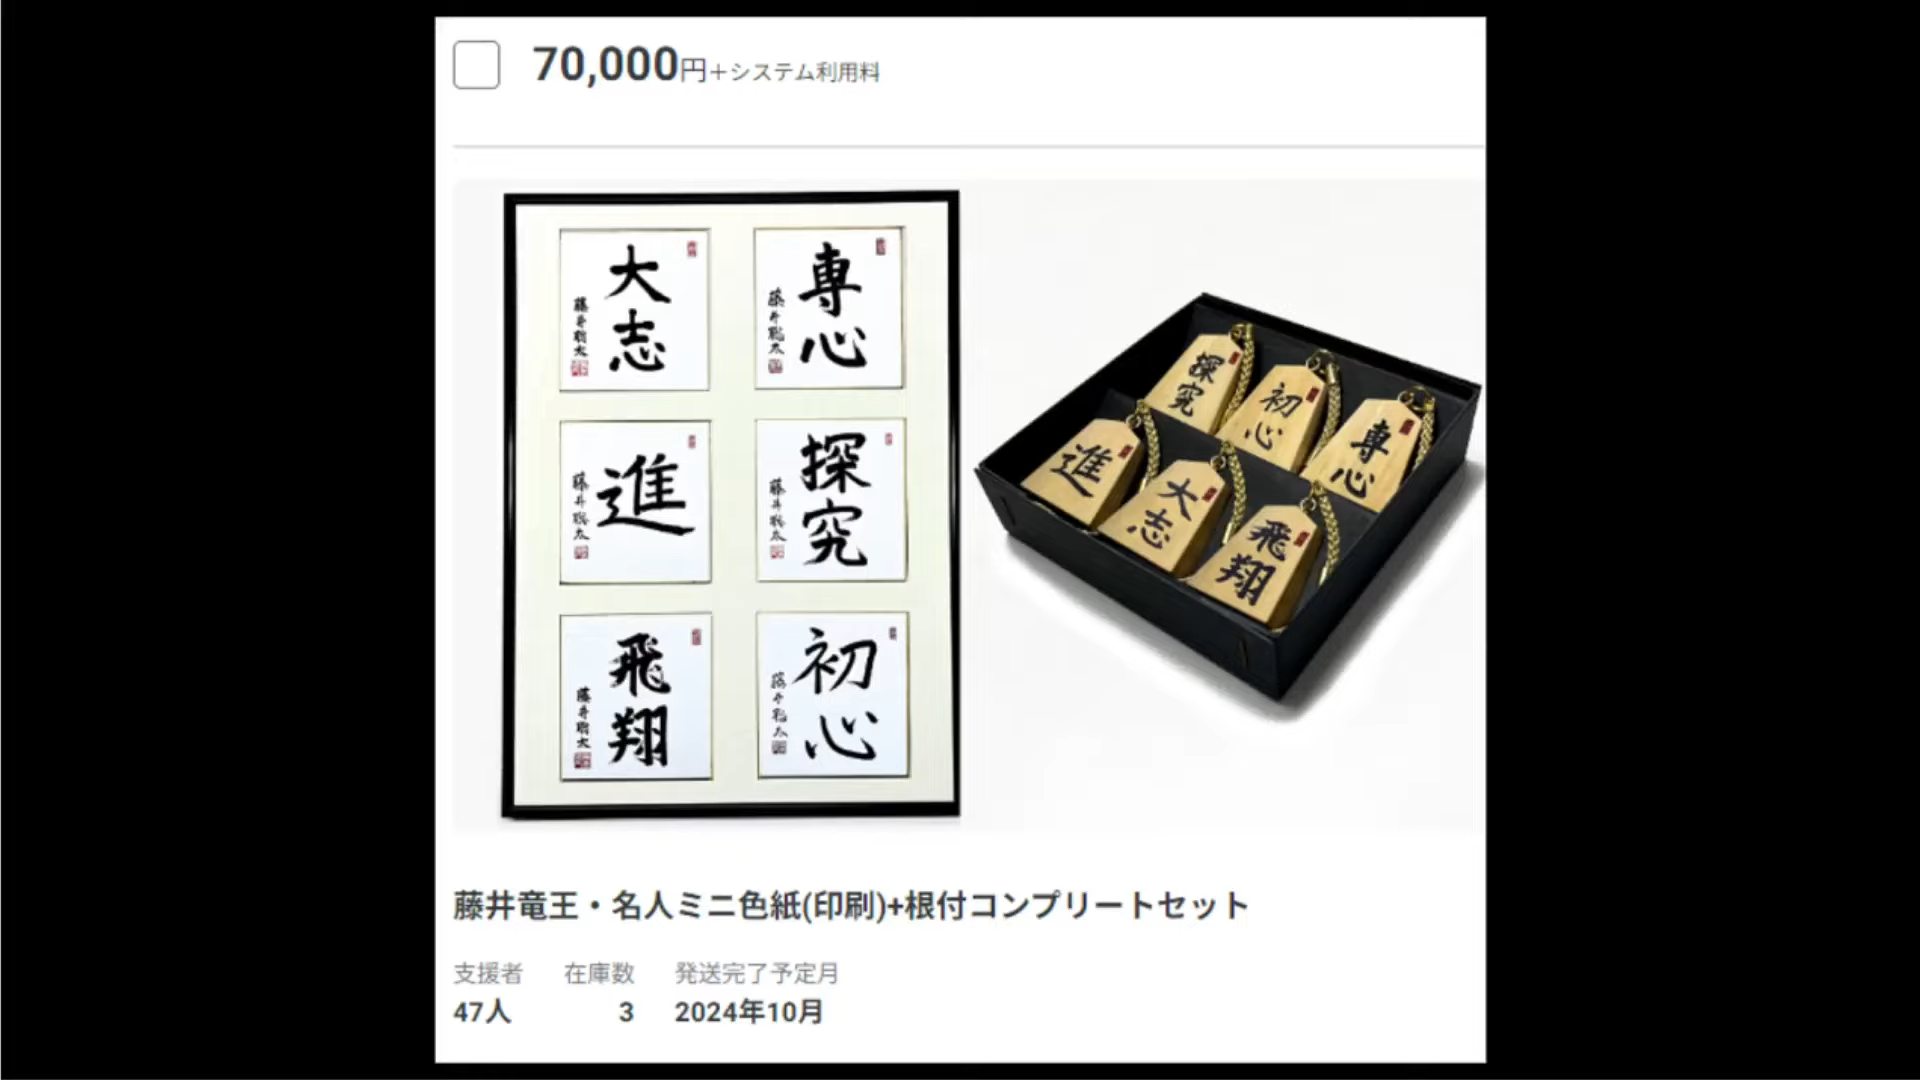 70,000円+システム利用料
大志
藤井聡太
専心
藤井聡太
進
藤井聡太
探究
藤井聡太
飛翔
藤井聡太
初心
藤井聡太
探究
初心
専心
進
大志
飛翔
藤井竜王・名人ミニ色紙(印刷)+根付コンプリートセット
支援者 在庫数 発送完了予定月
47人 3 2024年10月